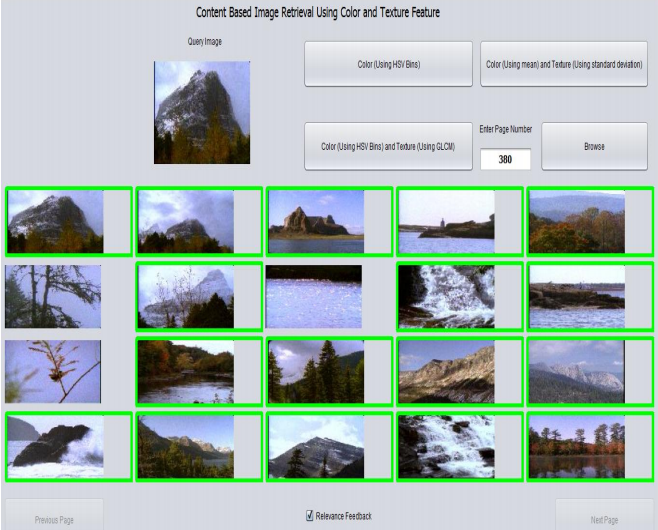 Content Based Image Retrieval Using Color and Texture Feature
Query Image
Color (Using HSV Bins)
Color (Using mean) and Texture (Using standard deviation)
Color (Using HSV Bins) and Texture (Using GLCM)
Enter Page Number
380
Browse
Previous Page
Relevance Feedback
Next Page